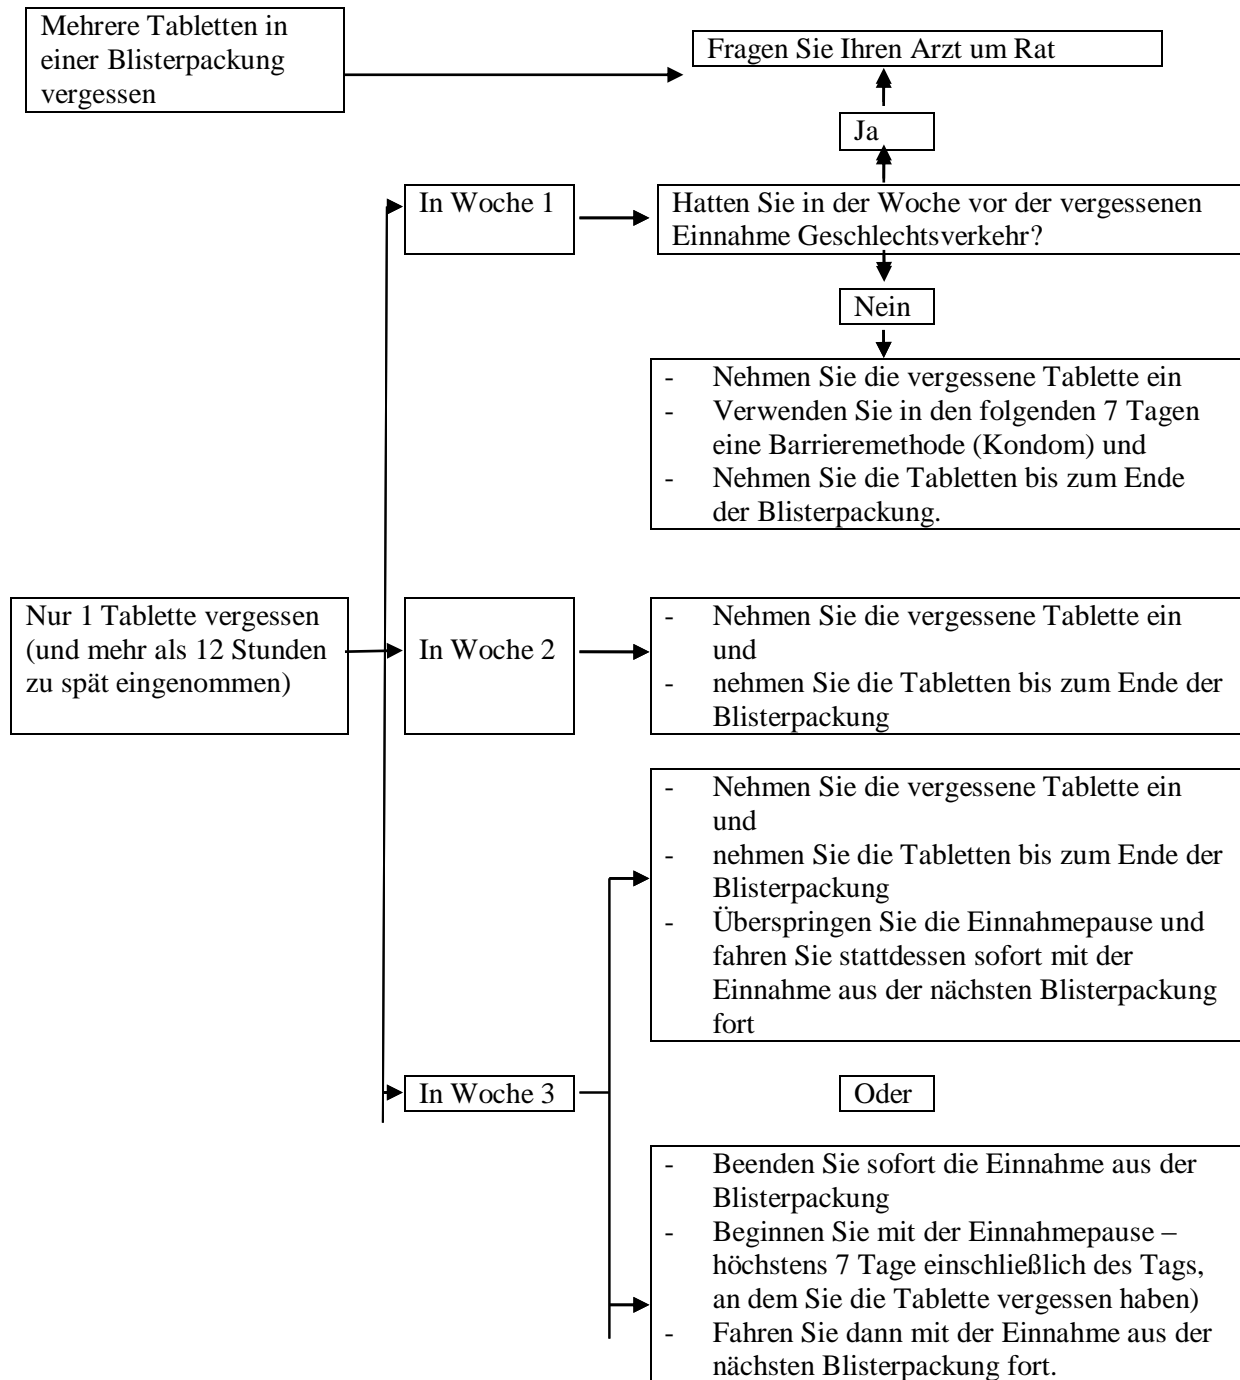 Mehrere Tabletten in
einer Blisterpackung
vergessen
Fragen Sie Ihren Arzt um Rat
Ja
In Woche 1
Hatten Sie in der Woche vor der vergessenen
Einnahme Geschlechtsverkehr?
Nein
- Nehmen Sie die vergessene Tablette ein
- Verwenden Sie in den folgenden 7 Tagen
eine Barrieremethode (Kondom) und
- Nehmen Sie die Tabletten bis zum Ende
der Blisterpackung.
Nur 1 Tablette vergessen
(und mehr als 12 Stunden
zu spät eingenommen)
In Woche 2
- Nehmen Sie die vergessene Tablette ein
und
- nehmen Sie die Tabletten bis zum Ende der
Blisterpackung
- Nehmen Sie die vergessene Tablette ein
und
- nehmen Sie die Tabletten bis zum Ende der
Blisterpackung
- Überspringen Sie die Einnahmepause und
fahren Sie stattdessen sofort mit der
Einnahme aus der nächsten Blisterpackung
fort
In Woche 3
Oder
- Beenden Sie sofort die Einnahme aus der
Blisterpackung
- Beginnen Sie mit der Einnahmepause –
höchstens 7 Tage einschließlich des Tags,
an dem Sie die Tablette vergessen haben)
- Fahren Sie dann mit der Einnahme aus der
nächsten Blisterpackung fort.